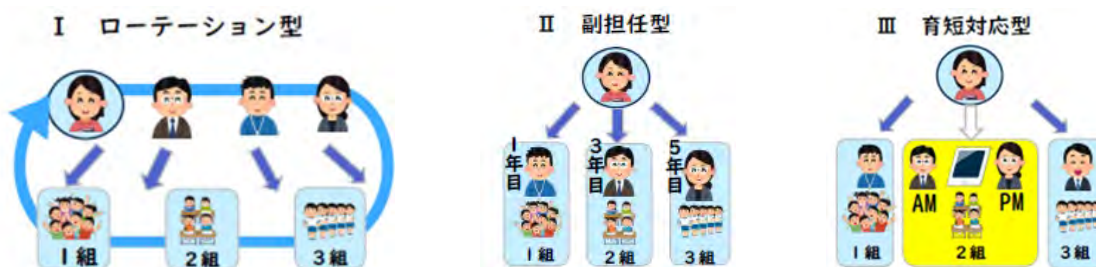 Ⅰ ローテーション型
1組
2組
3組
Ⅱ 副担任型
1年目
3年目
5年目
1組
2組
3組
Ⅲ 育短対応型
AM
PM
1組
2組
3組